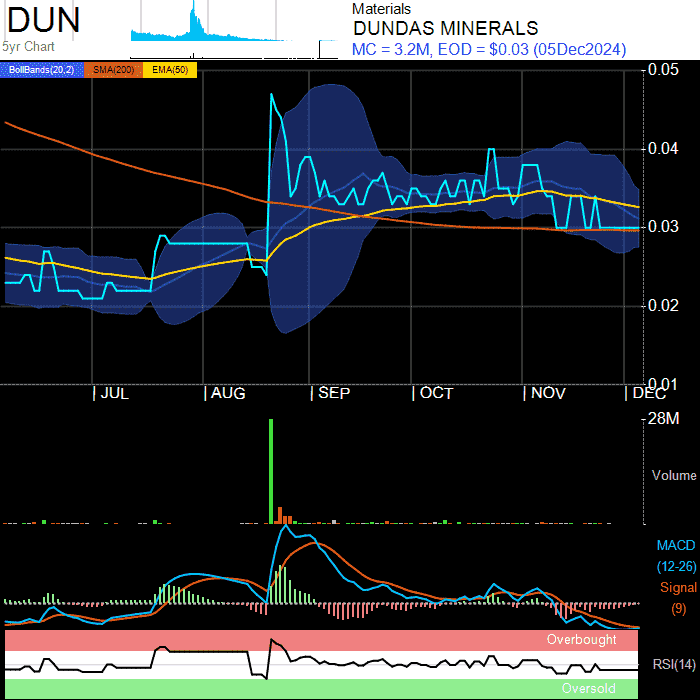 DUN
5yr Chart
Materials
DUNDAS MINERALS
MC = 3.2M, EOD = $0.03 (05Dec2024)
BollBands(20,2) SMA(200) EMA(50)
0.05
0.04
0.03
0.02
0.01
JUL AUG SEP OCT NOV DEC
28M
Volume
MACD
(12-26)
Signal
(9)
Overbought
RSI(14)
Oversold